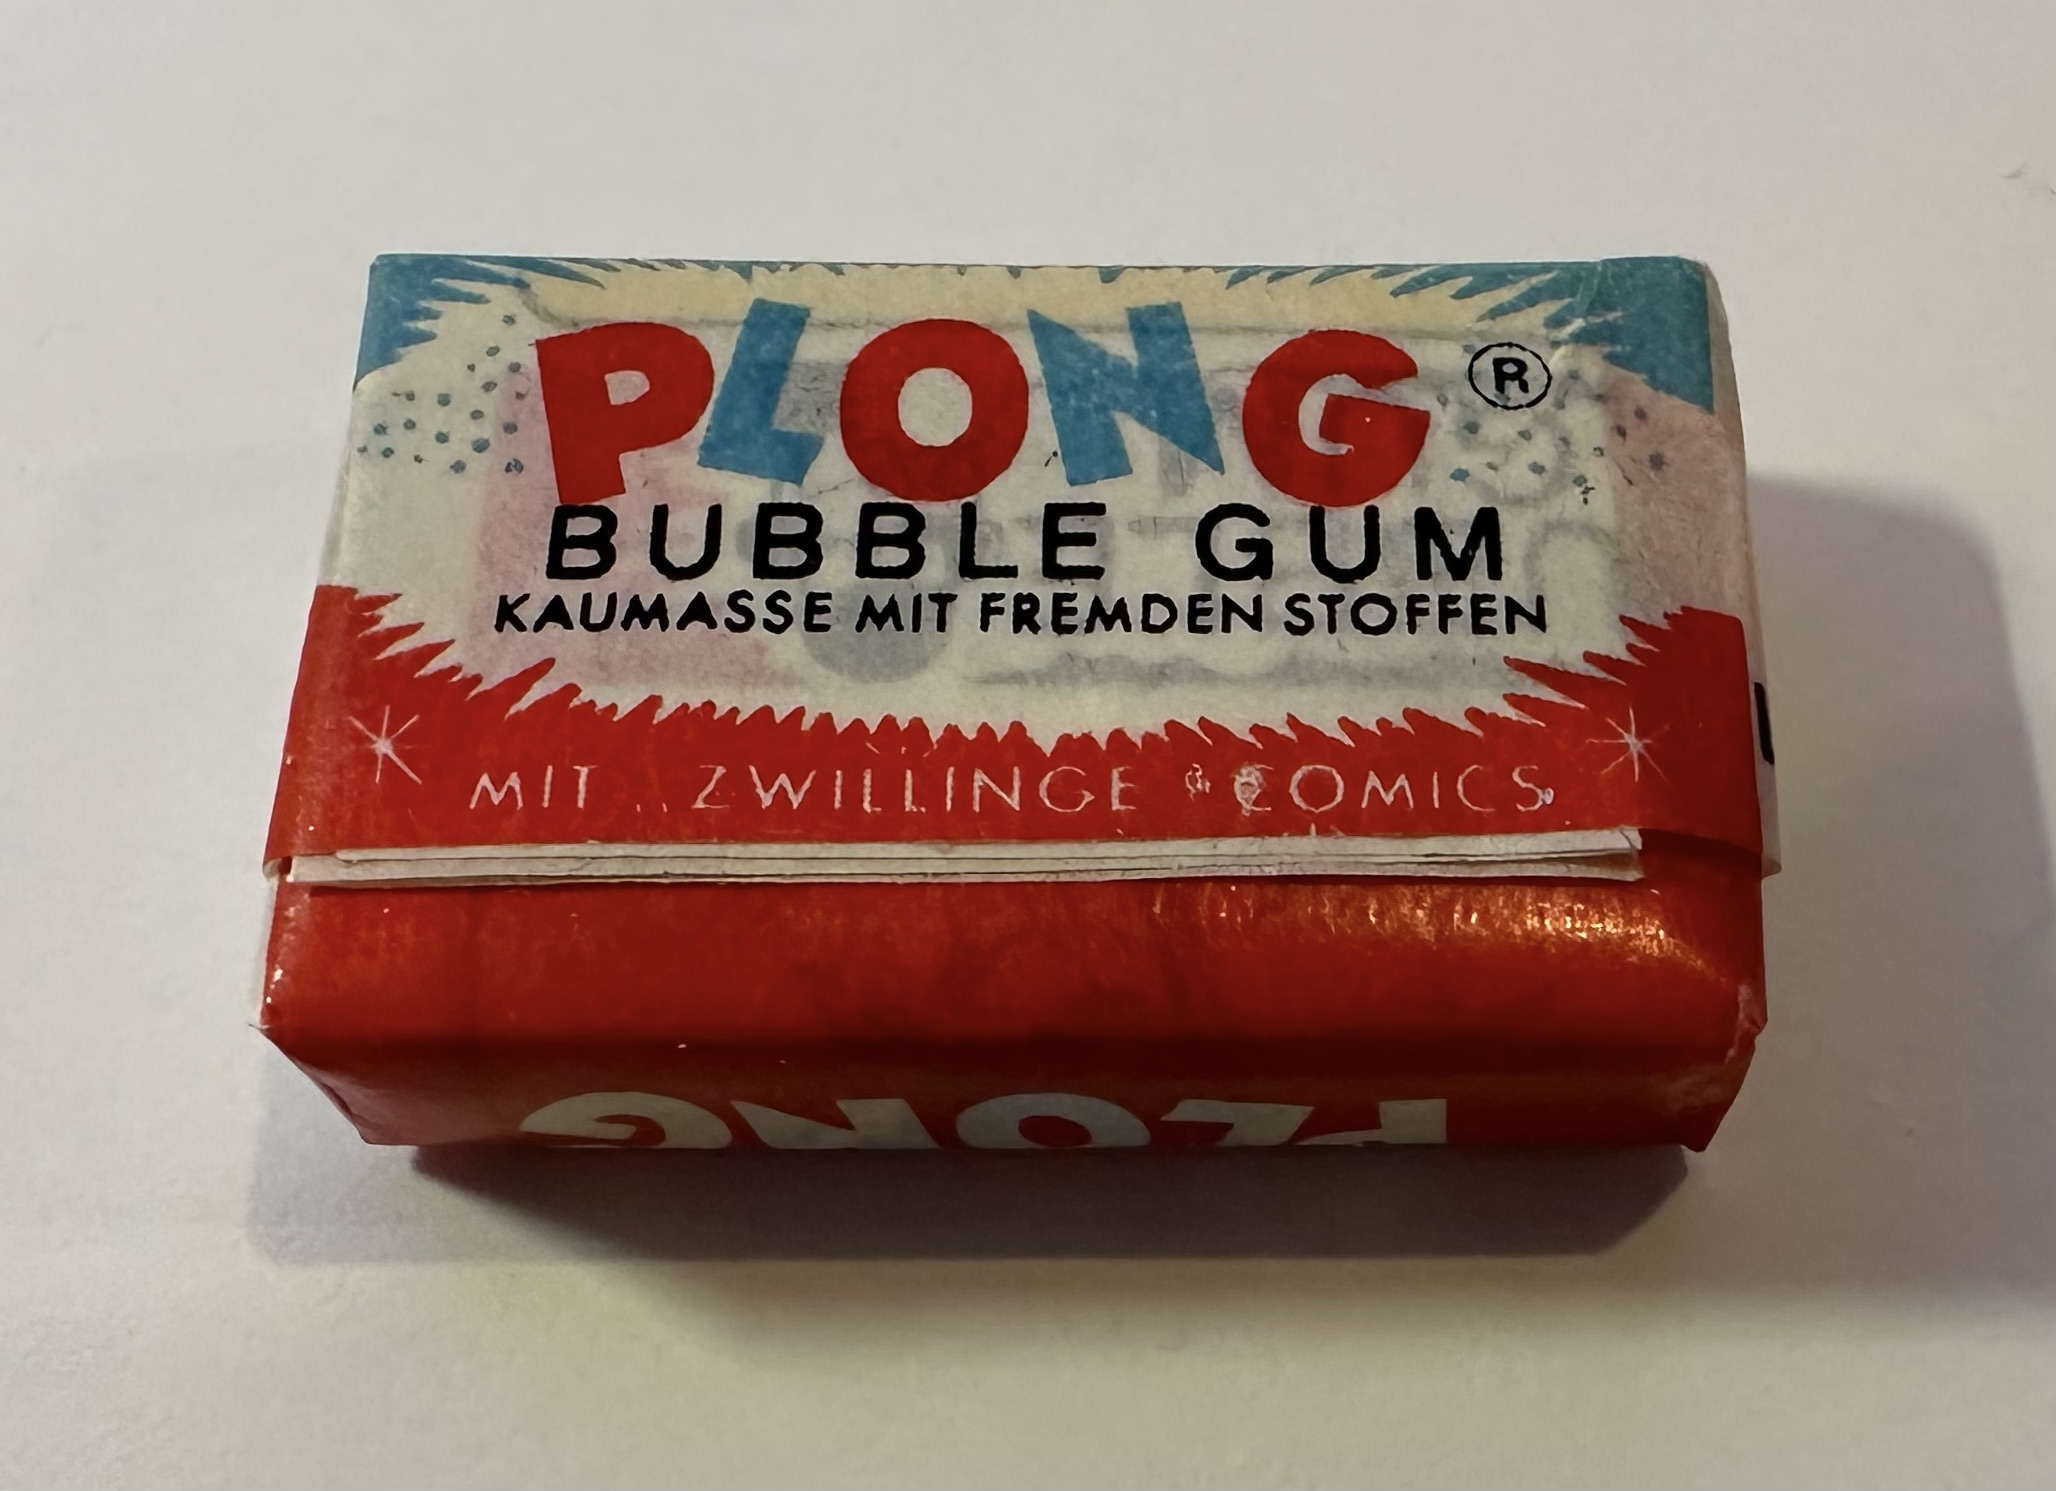 PLONG ®
BUBBLE GUM
KAUMASSE MIT FREMDEN STOFFEN
MIT „ZWILLINGE" COMICS
PLONG